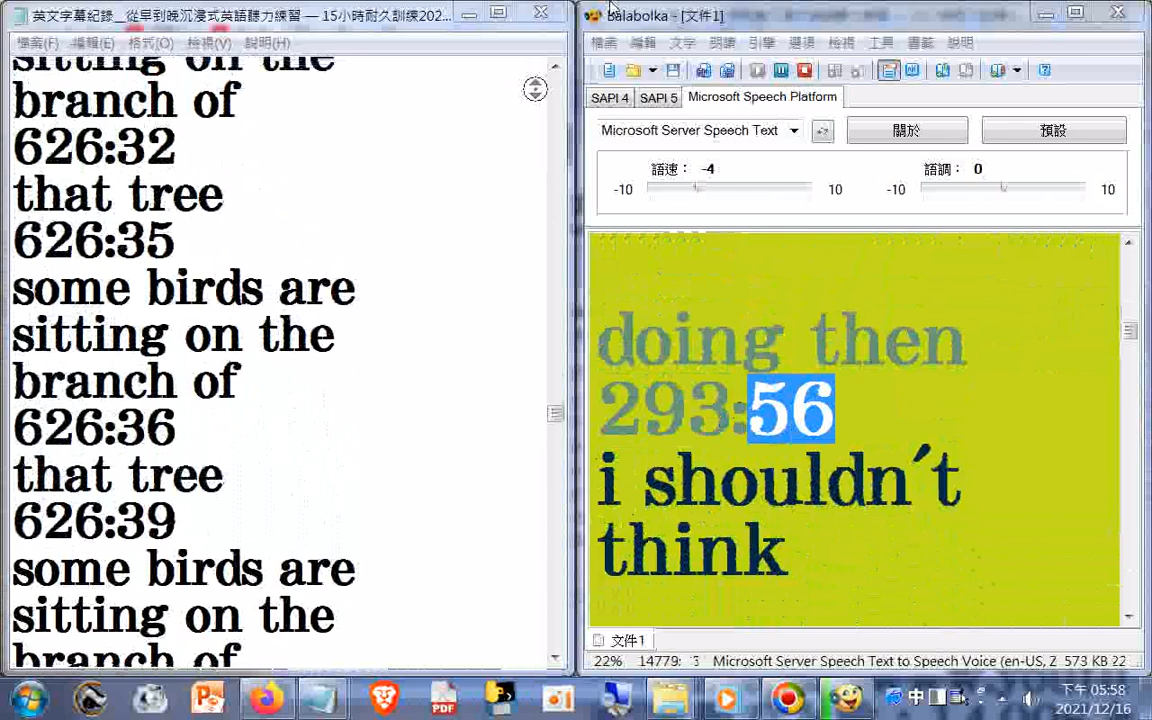 英文字幕紀錄__從早到晚沉浸式英語聽力練習 — 15小時耐久訓練202...
檔案(F) 編輯(E) 格式(O) 檢視(V) 說明(H)
sitting on the
branch of
626:32
that tree
626:35
some birds are
sitting on the
branch of
626:36
that tree
626:39
some birds are
sitting on the
branch of
Balabolka - [文件1]
檔案 編輯 文字 朗讀 引擎 選項 檢視 工具 書籤 說明
SAPI 4 SAPI 5 Microsoft Speech Platform
Microsoft Server Speech Text 關於 預設
語速： -4 語調： 0
-10 10 -10 10
doing then
293:56
i shouldn't
think
文件1
22% 14779: Microsoft Server Speech Text to Speech Voice (en-US, Z 573 KB 22
PDF 中 下午 05:58
2021/12/16